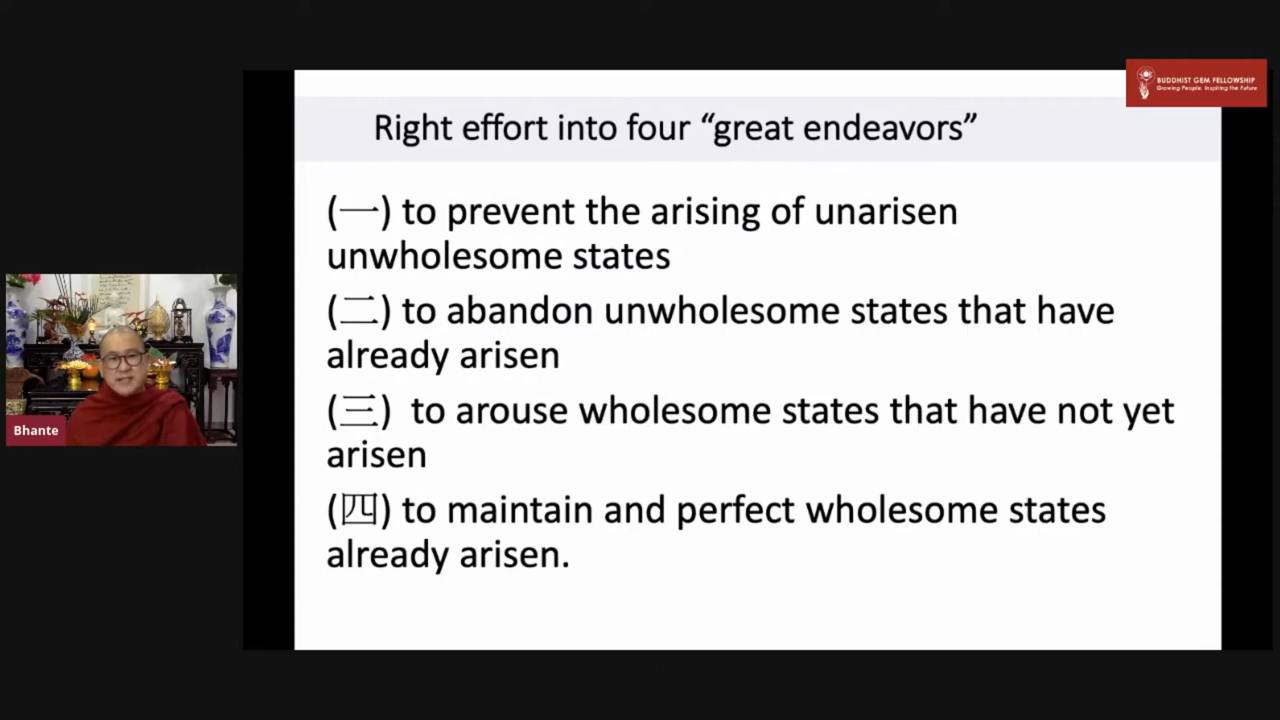 BUDDHIST GEM FELLOWSHIP
Growing People. Inspiring the Future
Right effort into four “great endeavors”
(一) to prevent the arising of unarisen
unwholesome states
(二) to abandon unwholesome states that have
already arisen
(三) to arouse wholesome states that have not yet
arisen
(四) to maintain and perfect wholesome states
already arisen.
Bhante